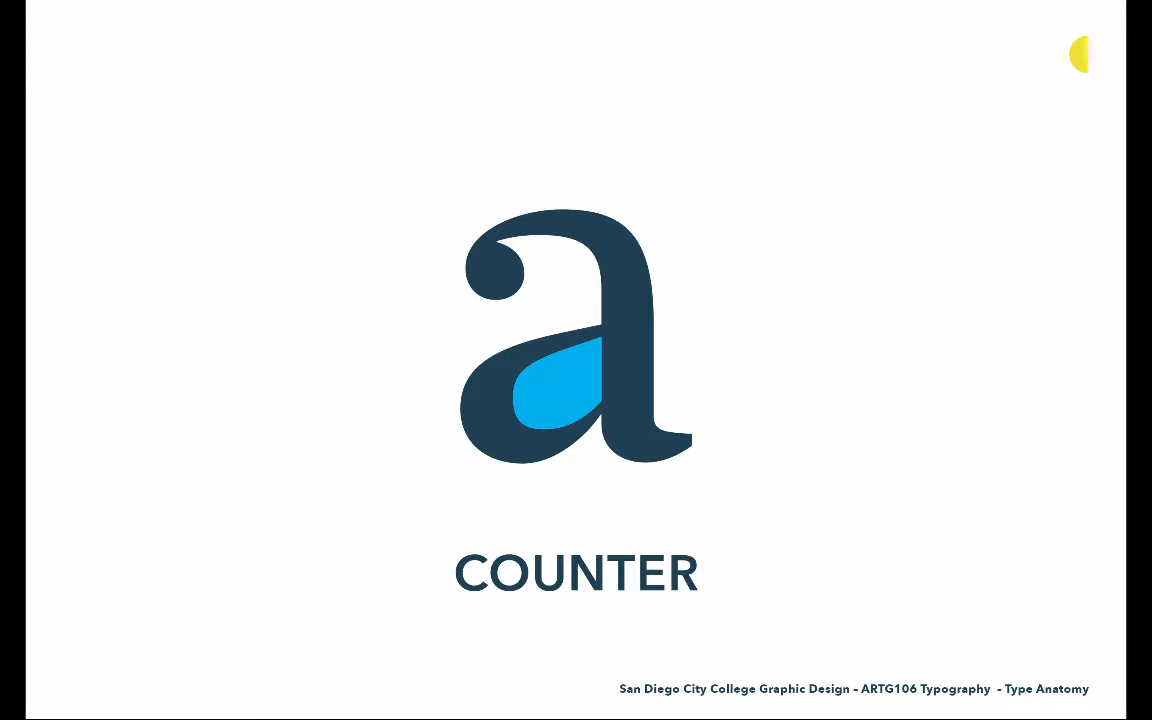 a
COUNTER
San Diego City College Graphic Design – ARTG106 Typography – Type Anatomy